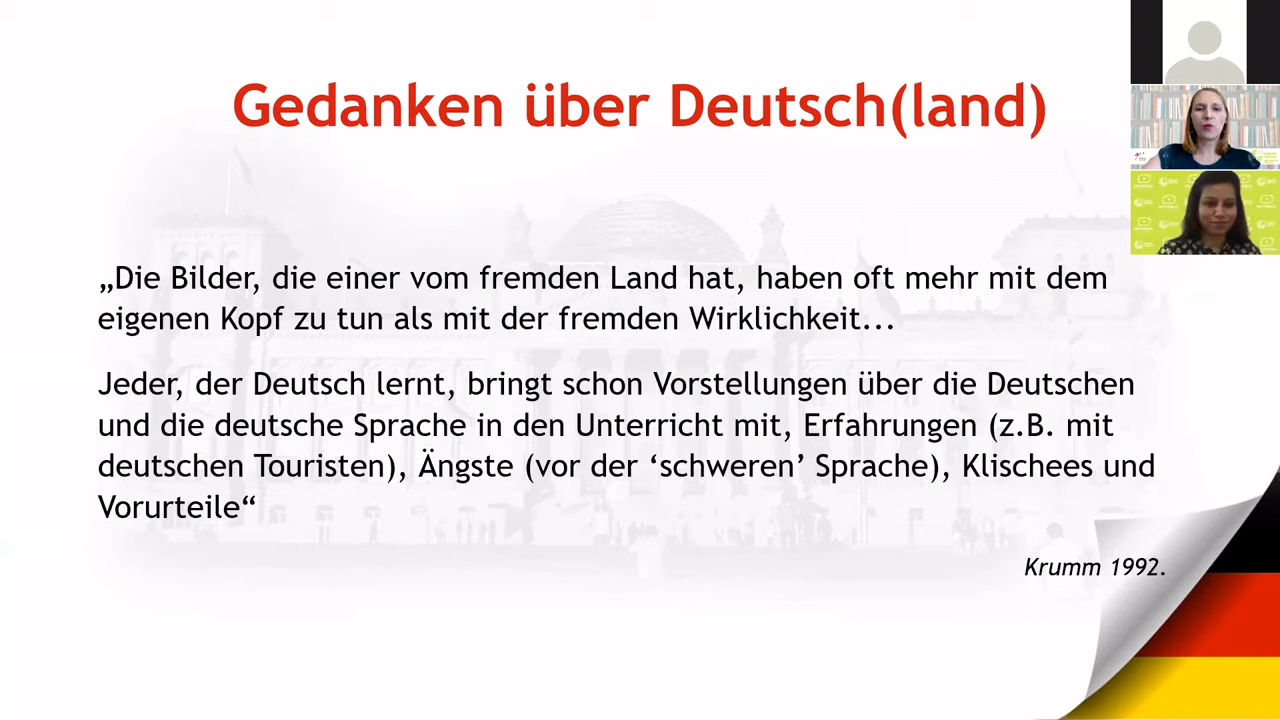 Gedanken über Deutsch(land)
„Die Bilder, die einer vom fremden Land hat, haben oft mehr mit dem
eigenen Kopf zu tun als mit der fremden Wirklichkeit...
Jeder, der Deutsch lernt, bringt schon Vorstellungen über die Deutschen
und die deutsche Sprache in den Unterricht mit, Erfahrungen (z.B. mit
deutschen Touristen), Ängste (vor der ‘schweren’ Sprache), Klischees und
Vorurteile“
Krumm 1992.